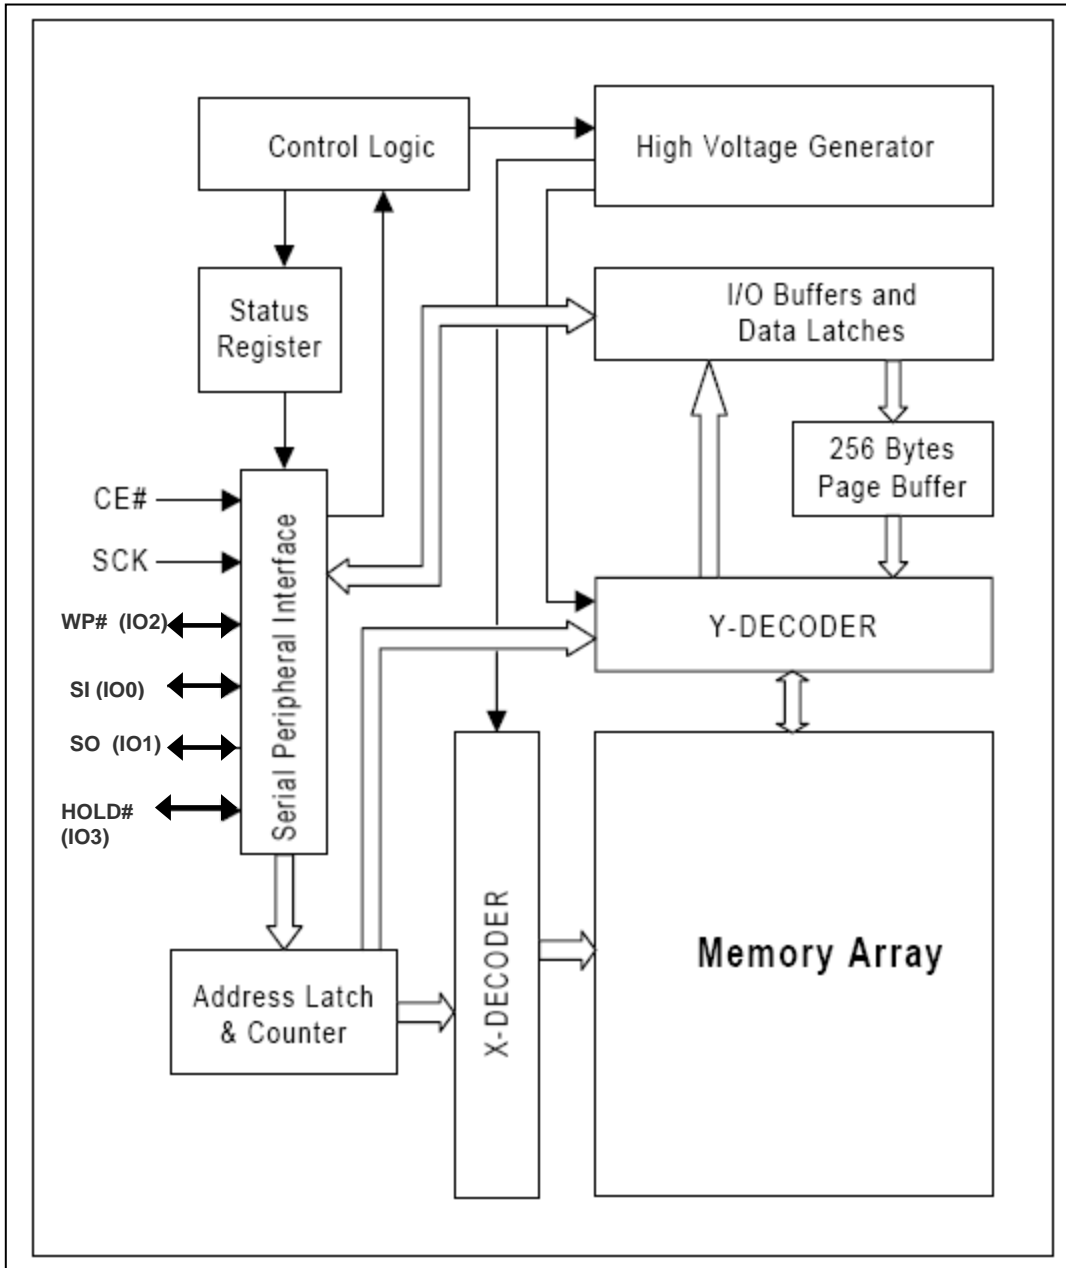 Control Logic
High Voltage Generator
Status
Register
I/O Buffers and
Data Latches
256 Bytes
Page Buffer
CE#
SCK
WP# (IO2)
SI (IO0)
SO (IO1)
HOLD#
(IO3)
Serial Peripheral Interface
Y-DECODER
Address Latch
& Counter
X-DECODER
Memory Array